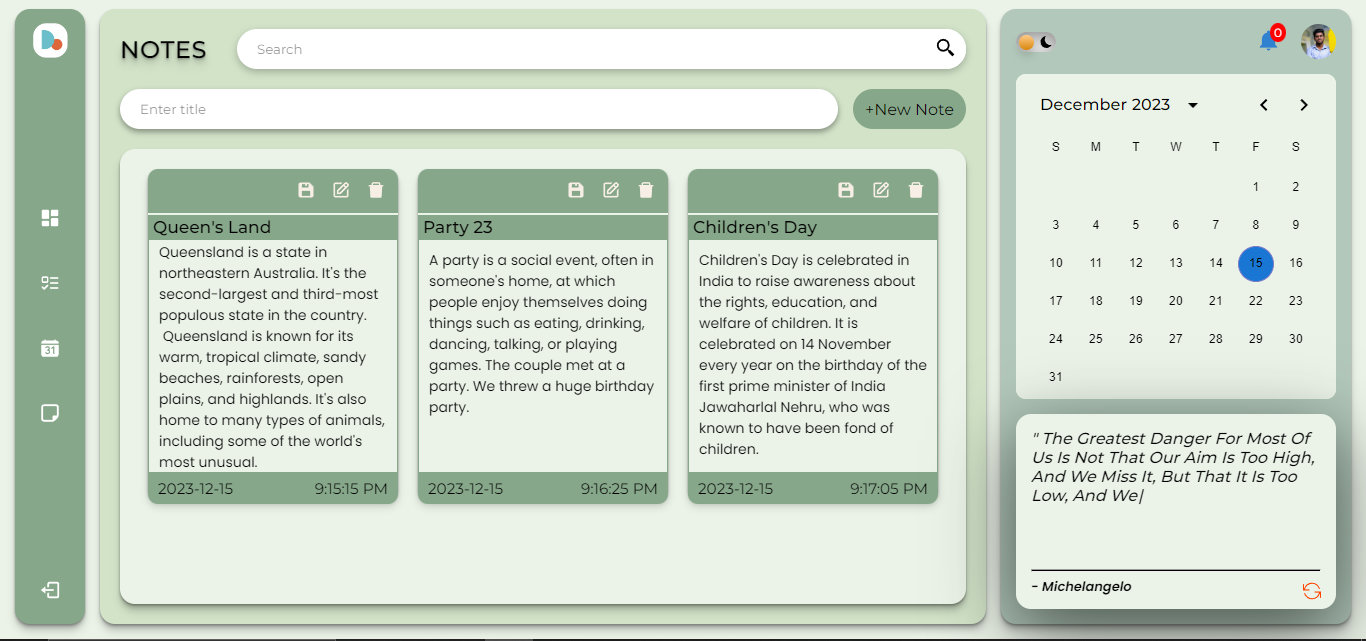 NOTES
Search
Enter title
+New Note
Queen's Land
Queensland is a state in
northeastern Australia. It's the
second-largest and third-most
populous state in the country.
Queensland is known for its
warm, tropical climate, sandy
beaches, rainforests, open
plains, and highlands. It's also
home to many types of animals,
including some of the world's
most unusual.
2023-12-15 9:15:15 PM
Party 23
A party is a social event, often in
someone's home, at which
people enjoy themselves doing
things such as eating, drinking,
dancing, talking, or playing
games. The couple met at a
party. We threw a huge birthday
party.
2023-12-15 9:16:25 PM
Children's Day
Children's Day is celebrated in
India to raise awareness about
the rights, education, and
welfare of children. It is
celebrated on 14 November
every year on the birthday of the
first prime minister of India
Jawaharlal Nehru, who was
known to have been fond of
children.
2023-12-15 9:17:05 PM
31
0
December 2023
S M T W T F S
1 2
3 4 5 6 7 8 9
10 11 12 13 14 15 16
17 18 19 20 21 22 23
24 25 26 27 28 29 30
31
" The Greatest Danger For Most Of
Us Is Not That Our Aim Is Too High,
And We Miss It, But That It Is Too
Low, And We|
- Michelangelo